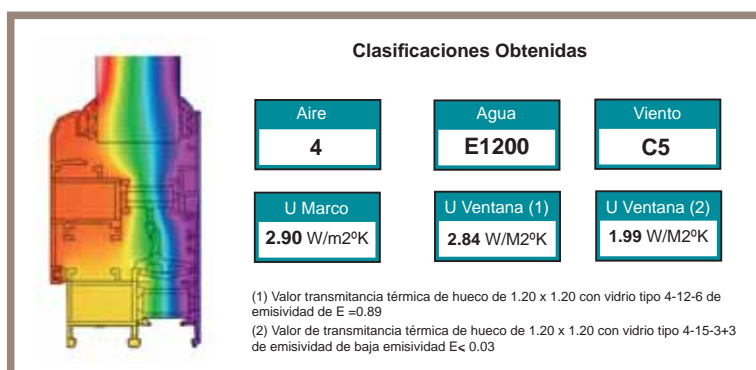 Clasificaciones Obtenidas
Aire
4
Agua
E1200
Viento
C5
U Marco
2.90 W/m2ºK
U Ventana (1)
2.84 W/M2ºK
U Ventana (2)
1.99 W/M2ºK
(1) Valor transmitancia térmica de hueco de 1.20 x 1.20 con vidrio tipo 4-12-6 de
emisividad de E =0.89
(2) Valor de transmitancia térmica de hueco de 1.20 x 1.20 con vidrio tipo 4-15-3+3
de emisividad de baja emisividad E⩽ 0.03